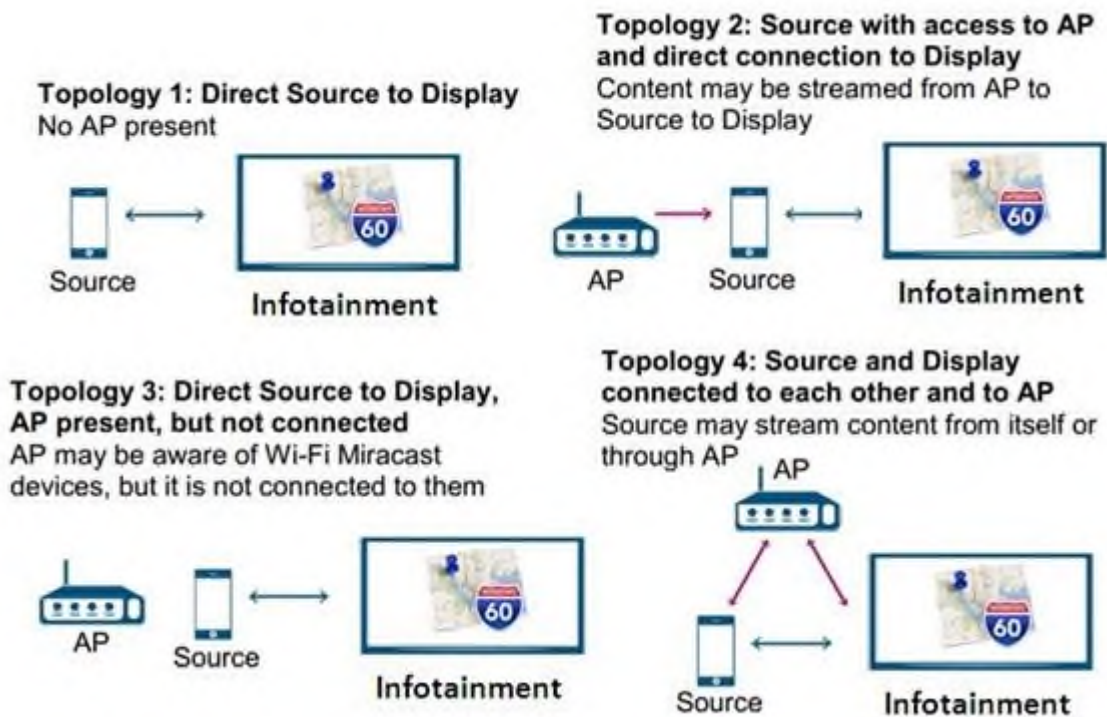 Topology 1: Direct Source to Display
No AP present
Source
Infotainment
60
Topology 2: Source with access to AP
and direct connection to Display
Content may be streamed from AP to
Source to Display
AP
Source
Infotainment
60
Topology 3: Direct Source to Display,
AP present, but not connected
AP may be aware of Wi-Fi Miracast
devices, but it is not connected to them
AP
Source
Infotainment
60
Topology 4: Source and Display
connected to each other and to AP
Source may stream content from itself or
through AP
AP
Source
Infotainment
60